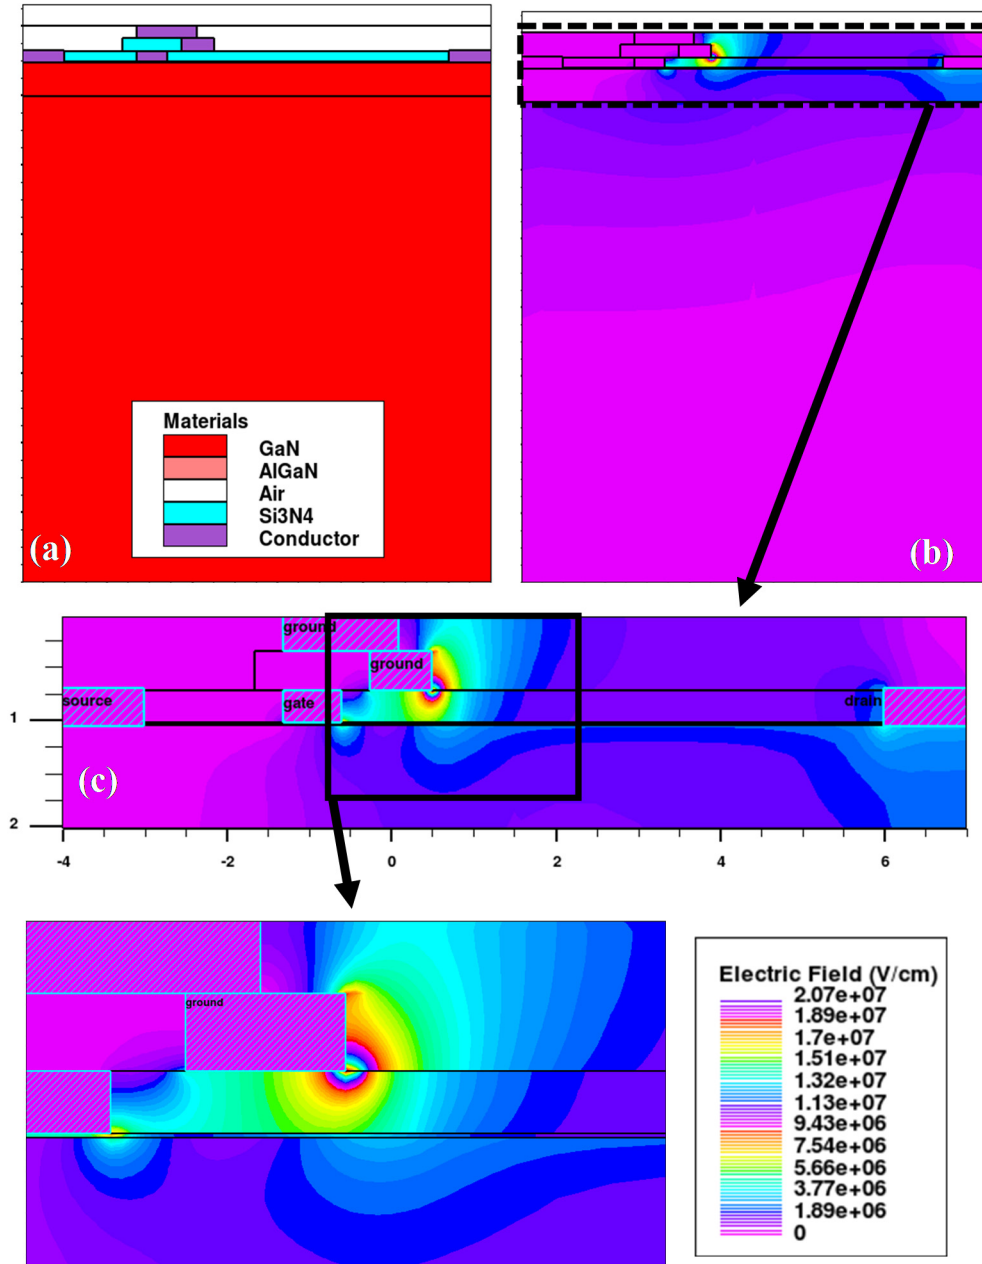 Materials
GaN
AlGaN
Air
Si3N4
Conductor
(a)
(b)
ground
ground
source
gate
drain
1
(c)
2
-4
-2
0
2
4
6
ground
Electric Field (V/cm)
2.07e+07
1.89e+07
1.7e+07
1.51e+07
1.32e+07
1.13e+07
9.43e+06
7.54e+06
5.66e+06
3.77e+06
1.89e+06
0